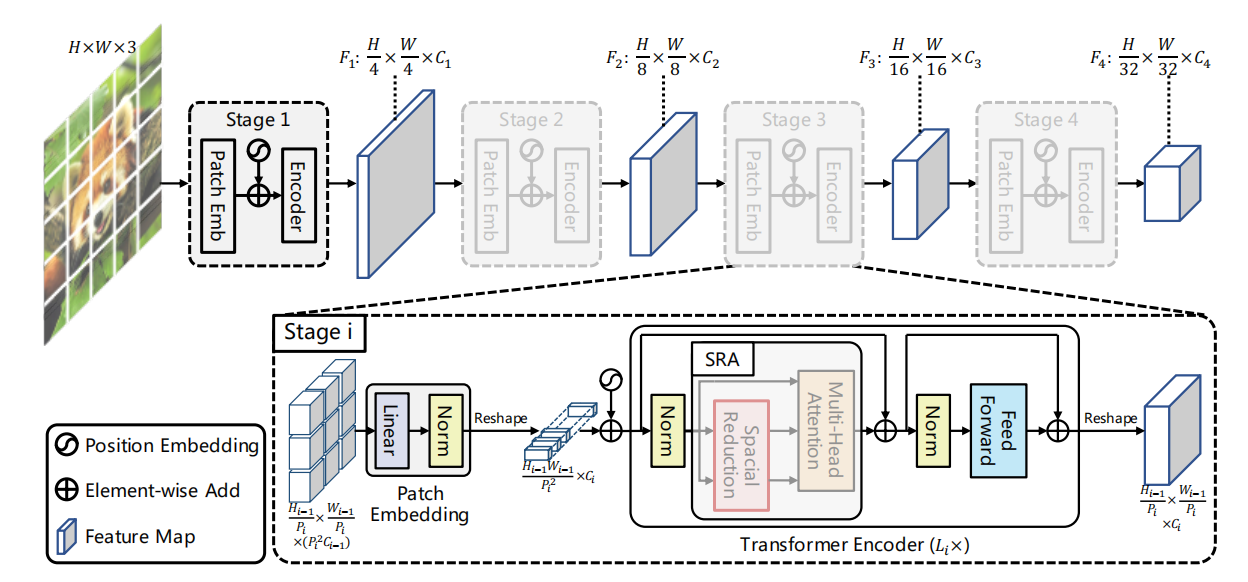 H×W×3
F₁: H/4 × W/4 ×C₁
F₂: H/8 × W/8 ×C₂
F₃: H/16 × W/16 ×C₃
F₄: H/32 × W/32 ×C₄
Stage 1
Patch Emb
Encoder
Stage 2
Patch Emb
Encoder
Stage 3
Patch Emb
Encoder
Stage 4
Patch Emb
Encoder
Stage i
Linear
Norm
Reshape
Patch
Embedding
Hᵢ₋₁/Pᵢ × Wᵢ₋₁/Pᵢ
×(Pᵢ²Cᵢ₋₁)
Hᵢ₋₁Wᵢ₋₁/Pᵢ² ×Cᵢ
Norm
SRA
Spacial
Reduction
Multi-Head
Attention
Norm
Feed
Forward
Reshape
Hᵢ₋₁/Pᵢ × Wᵢ₋₁/Pᵢ
×Cᵢ
Transformer Encoder (Lᵢ×)
Position Embedding
Element-wise Add
Feature Map